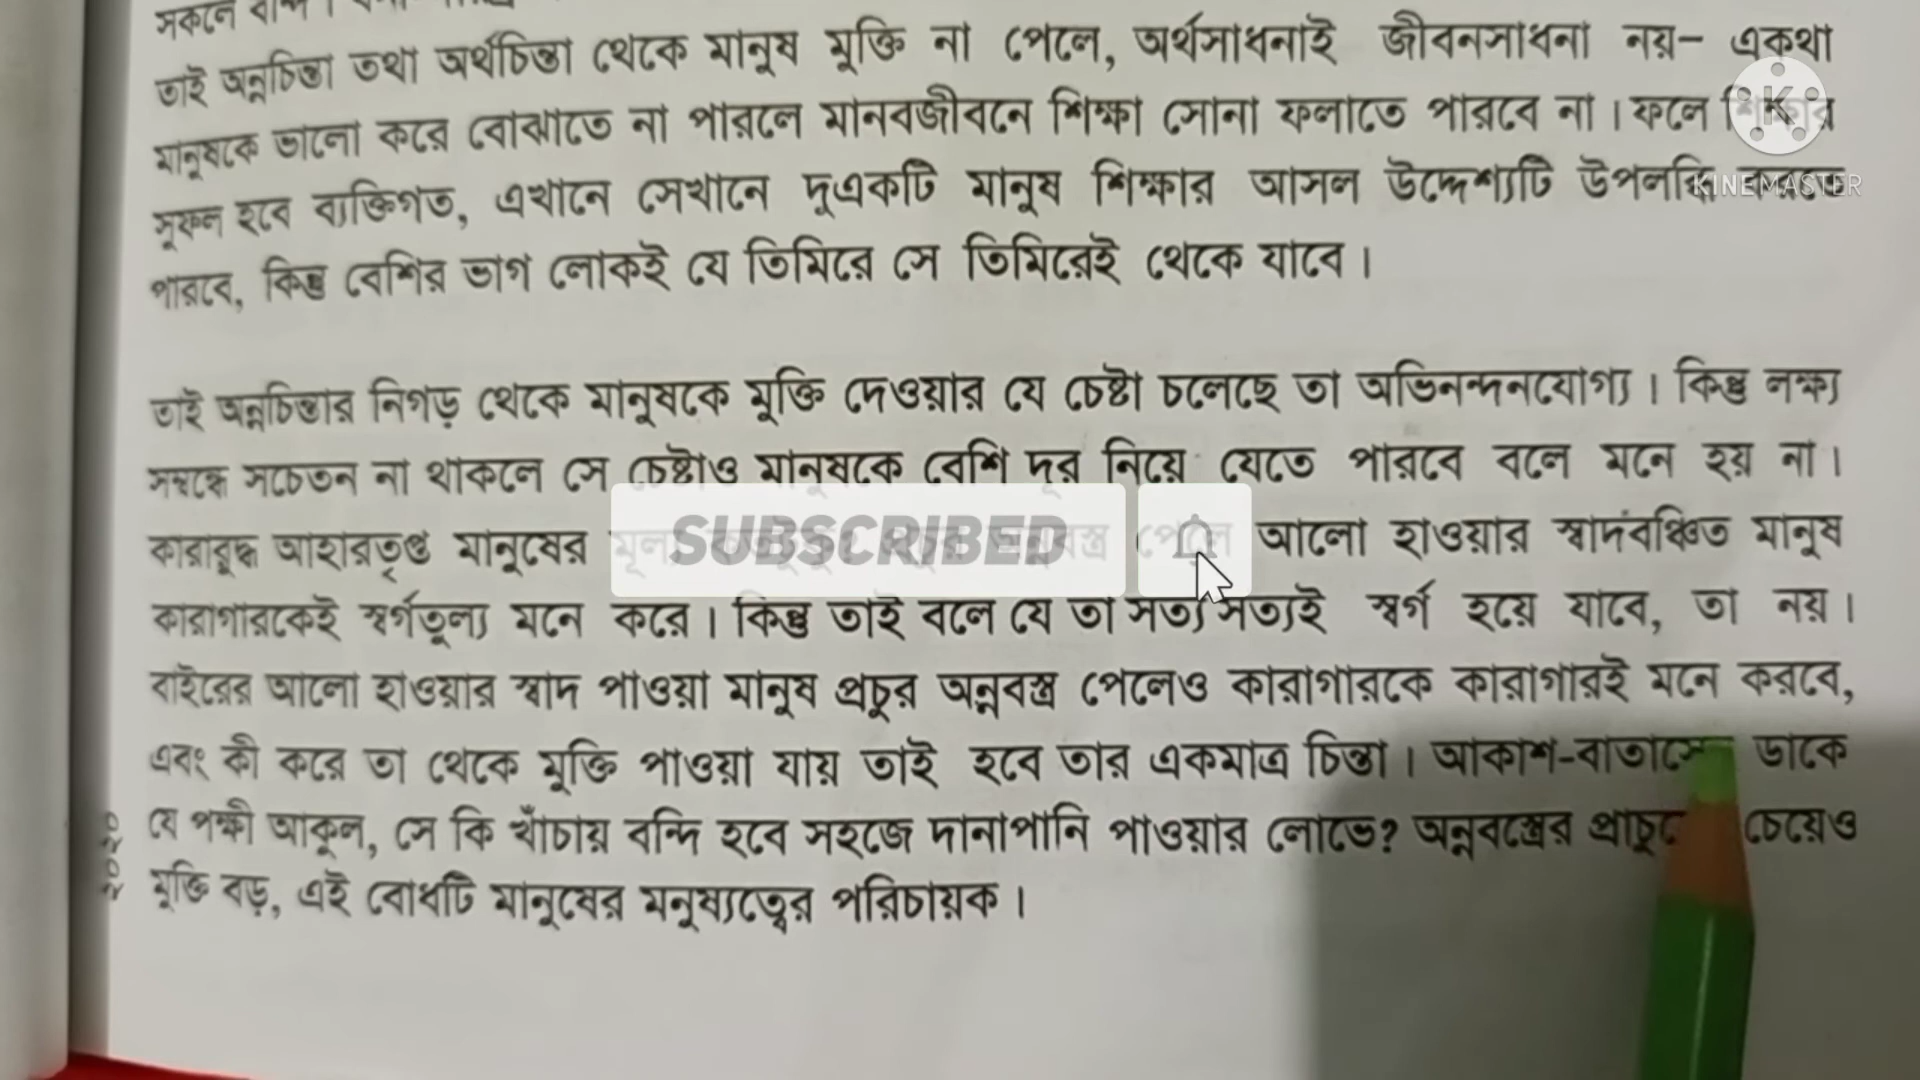 তাই অন্নচিন্তা তথা অর্থচিন্তা থেকে মানুষ মুক্তি না পেলে, অর্থসাধনাই জীবনসাধনা নয়– একথা
মানুষকে ভালো করে বোঝাতে না পারলে মানবজীবনে শিক্ষা সোনা ফলাতে পারবে না। ফলে শিক্ষার
সুফল হবে ব্যক্তিগত, এখানে সেখানে দুএকটি মানুষ শিক্ষার আসল উদ্দেশ্যটি উপলব্ধি করতে
KINEMASTER
পারবে, কিন্তু বেশির ভাগ লোকই যে তিমিরে সে তিমিরেই থেকে যাবে।
তাই অন্নচিন্তার নিগড় থেকে মানুষকে মুক্তি দেওয়ার যে চেষ্টা চলেছে তা অভিনন্দনযোগ্য। কিন্তু লক্ষ্য
সম্বন্ধে সচেতন না থাকলে সে চেষ্টাও মানুষকে বেশি দূর নিয়ে যেতে পারবে বলে মনে হয় না।
কারারুদ্ধ আহারতৃপ্ত মানুষের মূল্য পেলে আলো হাওয়ার স্বাদবঞ্চিত মানুষ
SUBSCRIBED
কারাগারকেই স্বর্গতুল্য মনে করে। কিন্তু তাই বলে যে তা সত্য সত্যই স্বর্গ হয়ে যাবে, তা নয়।
বাইরের আলো হাওয়ার স্বাদ পাওয়া মানুষ প্রচুর অন্নবস্ত্র পেলেও কারাগারকে কারাগারই মনে করবে,
এবং কী করে তা থেকে মুক্তি পাওয়া যায় তাই হবে তার একমাত্র চিন্তা। আকাশ-বাতাসের ডাকে
যে পক্ষী আকুল, সে কি খাঁচায় বন্দি হবে সহজে দানাপানি পাওয়ার লোভে? অন্নবস্ত্রের চেয়েও
মুক্তি বড়, এই বোধটি মানুষের মনুষ্যত্বের পরিচায়ক।
২০২০